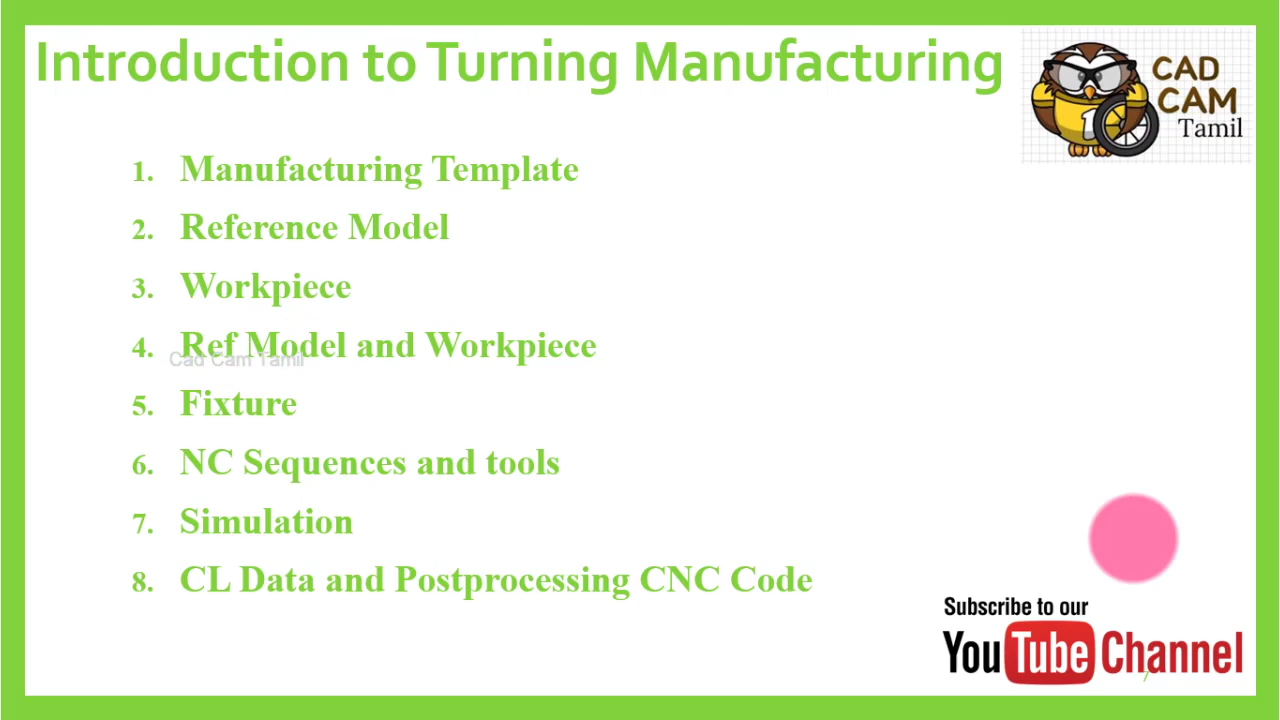 Introduction to Turning Manufacturing
CAD
CAM
Tamil
1
1. Manufacturing Template
2. Reference Model
3. Workpiece
4. Ref Model and Workpiece
Cad Cam Tamil
5. Fixture
6. NC Sequences and tools
7. Simulation
8. CL Data and Postprocessing CNC Code
Subscribe to our
YouTube Channel
7